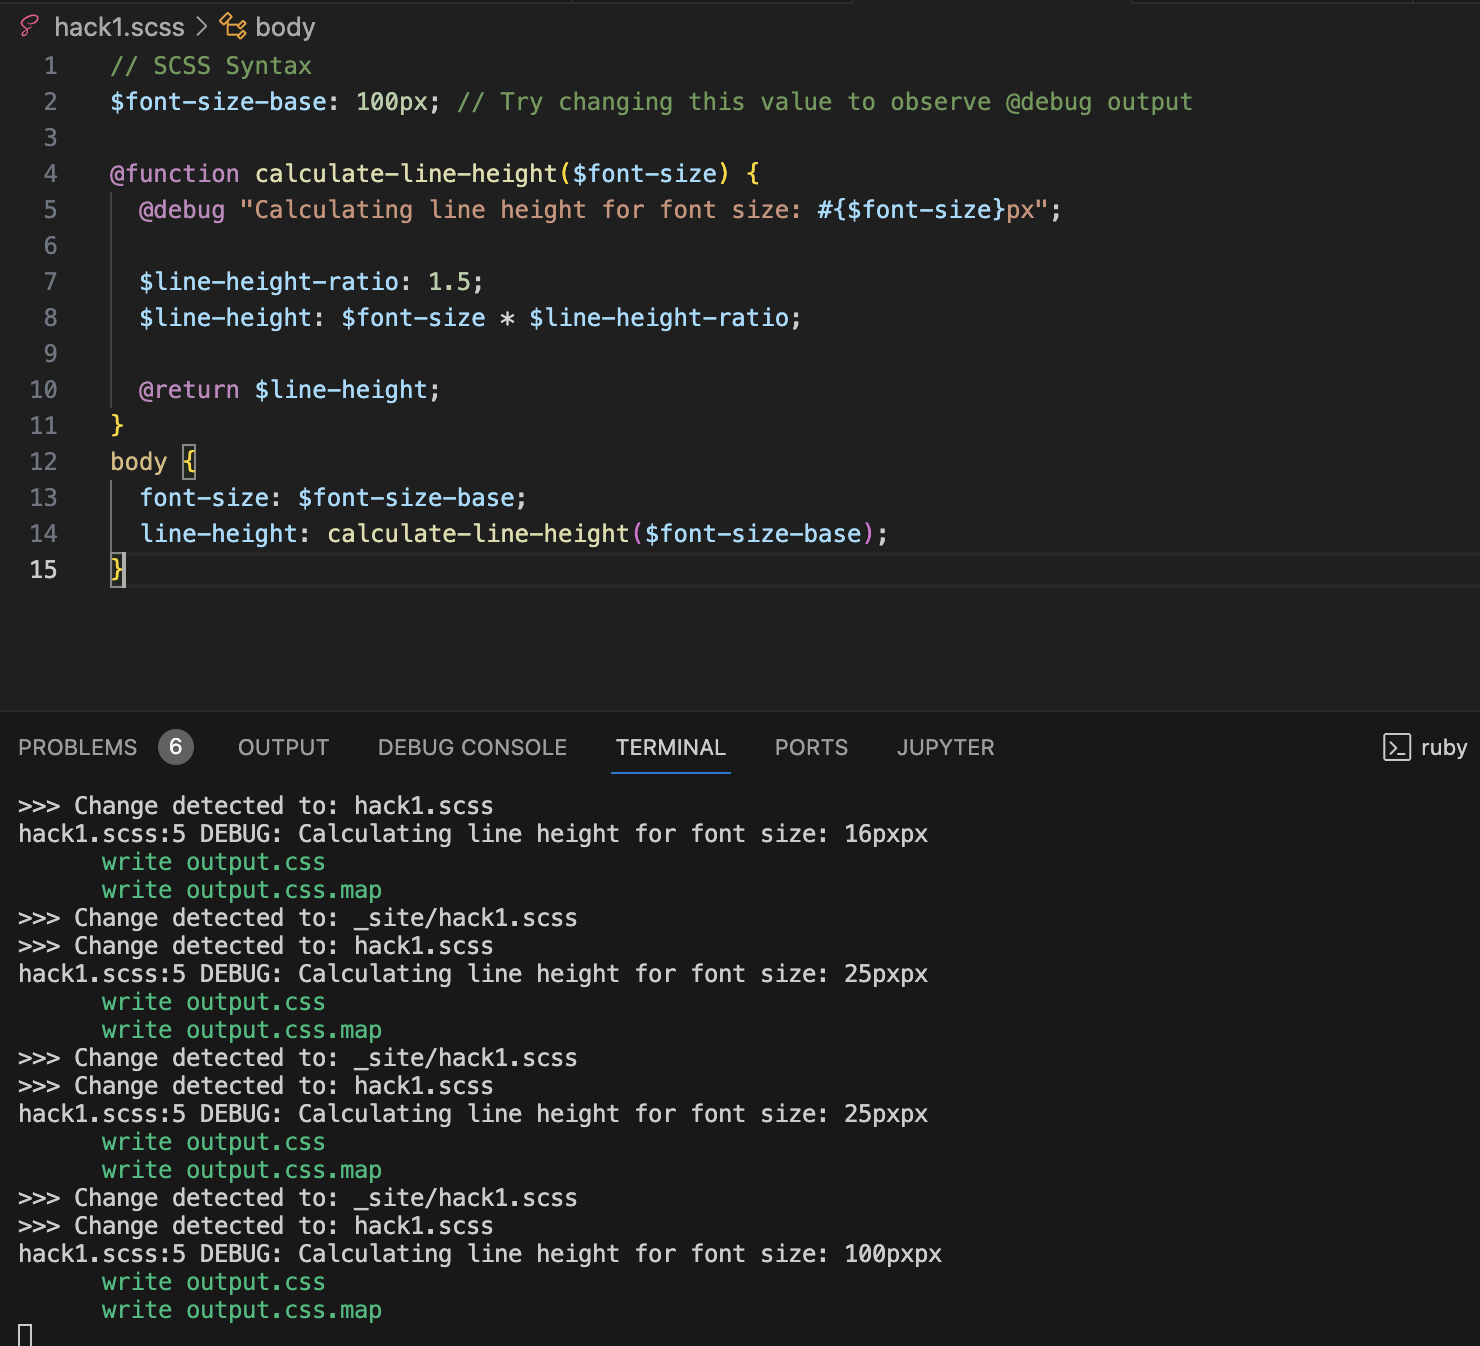 hack1.scss > body
1 // SCSS Syntax
2 $font-size-base: 100px; // Try changing this value to observe @debug output
3
4 @function calculate-line-height($font-size) {
5 @debug "Calculating line height for font size: #{$font-size}px";
6
7 $line-height-ratio: 1.5;
8 $line-height: $font-size * $line-height-ratio;
9
10 @return $line-height;
11 }
12 body {
13 font-size: $font-size-base;
14 line-height: calculate-line-height($font-size-base);
15 }
PROBLEMS 6 OUTPUT DEBUG CONSOLE TERMINAL PORTS JUPYTER ruby
>>> Change detected to: hack1.scss
hack1.scss:5 DEBUG: Calculating line height for font size: 16pxpx
write output.css
write output.css.map
>>> Change detected to: _site/hack1.scss
>>> Change detected to: hack1.scss
hack1.scss:5 DEBUG: Calculating line height for font size: 25pxpx
write output.css
write output.css.map
>>> Change detected to: _site/hack1.scss
>>> Change detected to: hack1.scss
hack1.scss:5 DEBUG: Calculating line height for font size: 25pxpx
write output.css
write output.css.map
>>> Change detected to: _site/hack1.scss
>>> Change detected to: hack1.scss
hack1.scss:5 DEBUG: Calculating line height for font size: 100pxpx
write output.css
write output.css.map